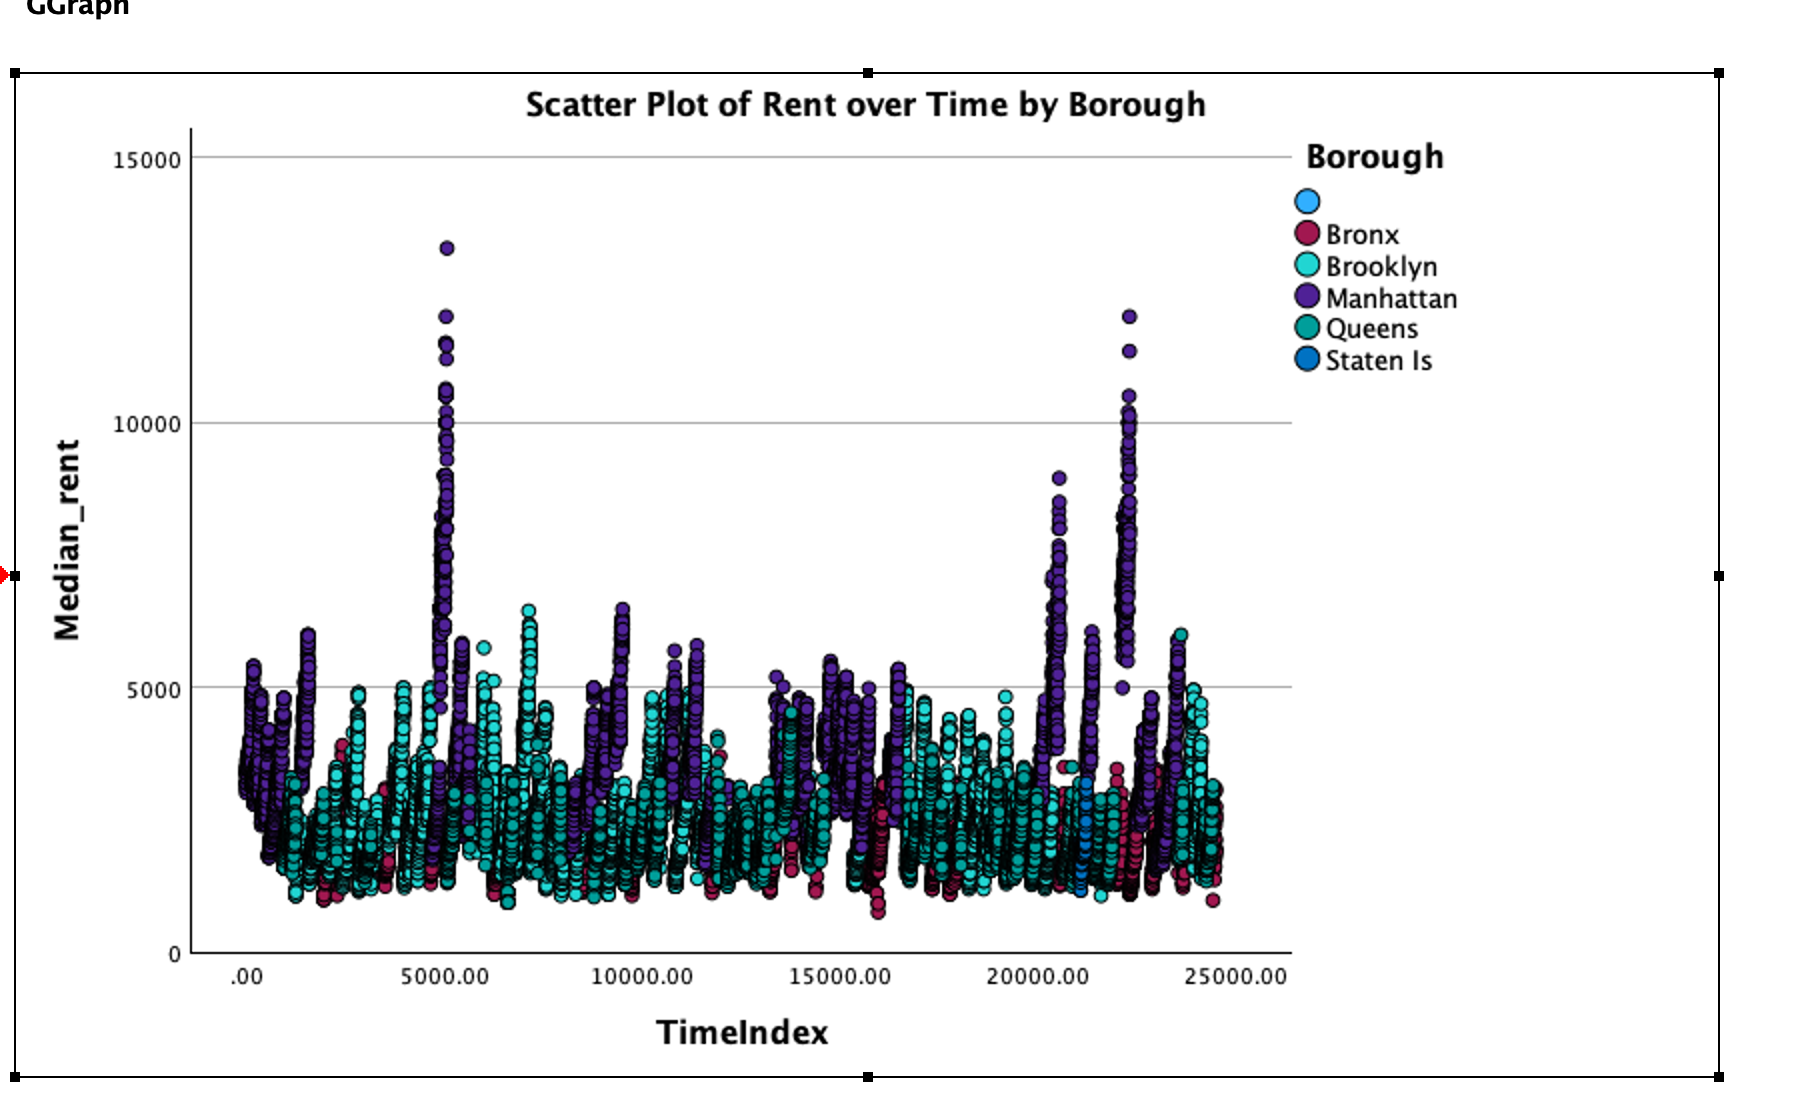 GGraph
Scatter Plot of Rent over Time by Borough
15000
10000
5000
0
Median_rent
.00
5000.00
10000.00
15000.00
20000.00
25000.00
TimeIndex
Borough
Bronx
Brooklyn
Manhattan
Queens
Staten Is